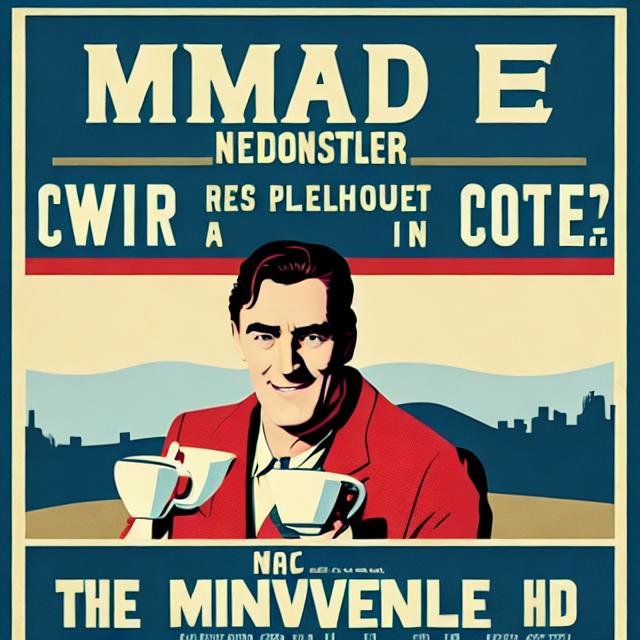 MMAD E
NEDONSTLER
CWIR RES PLELHOUET COTE?
A IN
NAC
THE MINVVENLE HD